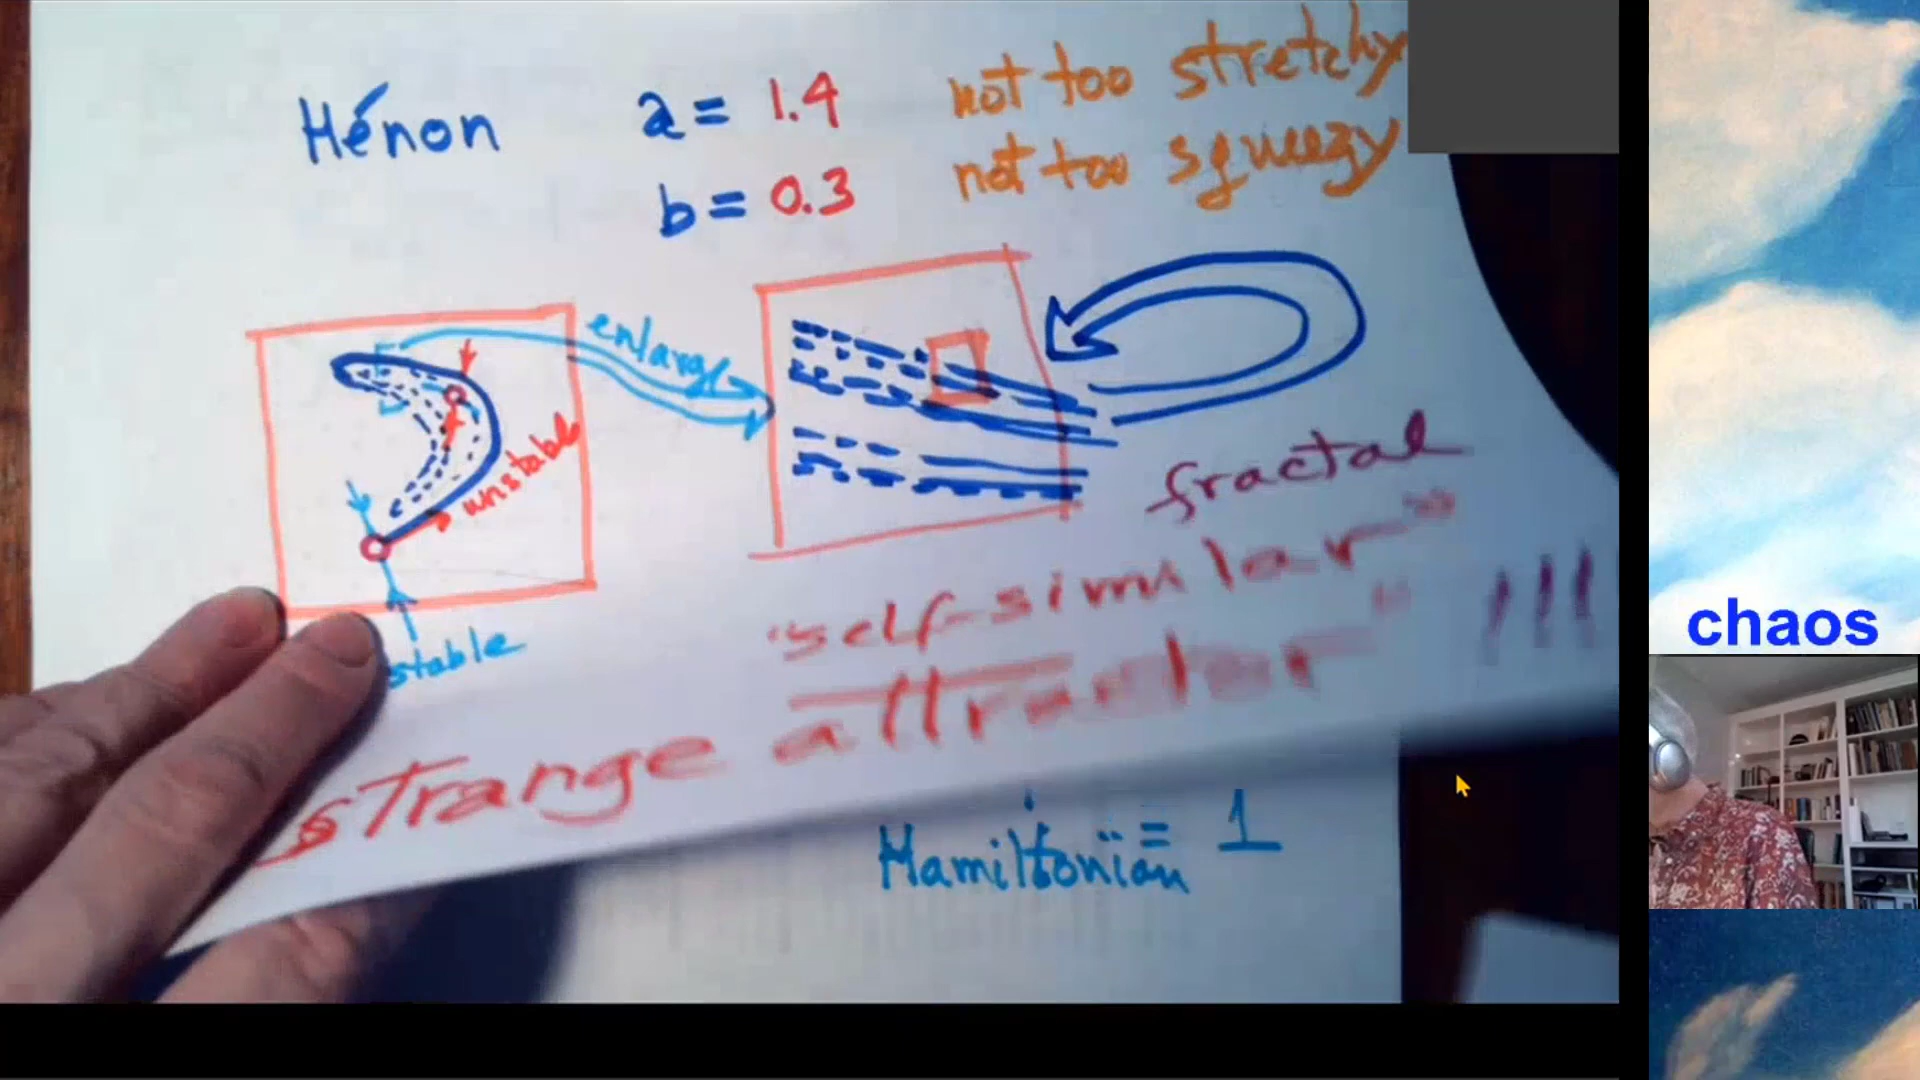 Hénon a = 1.4 not too stretchy
b = 0.3 not too squeezy
enlarge
unstable
stable
fractal
"self-similar"
strange attractor" !!!
Hamiltonian = 1
chaos